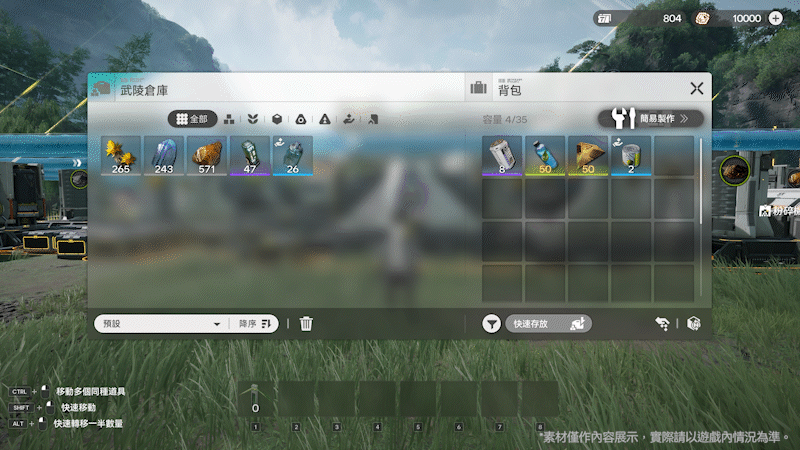 804
10000
武陵倉庫
背包
全部
容量 4/35
簡易製作
265
243
571
47
26
8
50
50
2
粉碎機
預設
降序
快速存放
CTRL + 移動多個同種道具
SHIFT + 快速移動
ALT + 快速轉移一半數量
0
1
2
3
4
5
6
7
8
*素材僅作內容展示，實際請以遊戲內情況為準。